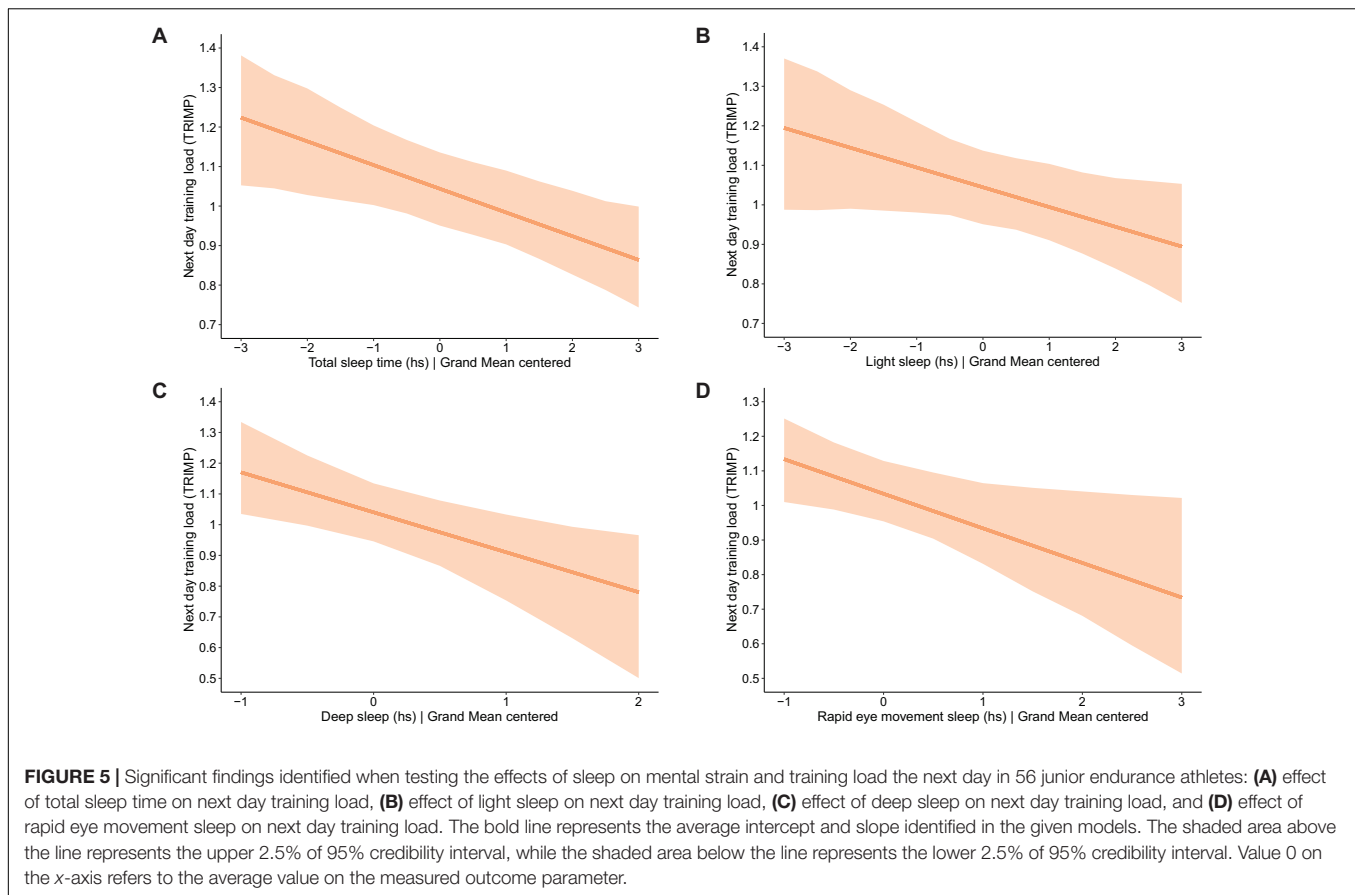 A
1.4
1.3
1.2
1.1
1
0.9
0.8
0.7
Next day training load (TRIMP)
−3 −2 −1 0 1 2 3
Total sleep time (hs) | Grand Mean centered
B
1.4
1.3
1.2
1.1
1
0.9
0.8
0.7
Next day training load (TRIMP)
−3 −2 −1 0 1 2 3
Light sleep (hs) | Grand Mean centered
C
1.4
1.3
1.2
1.1
1
0.9
0.8
0.7
0.6
0.5
Next day training load (TRIMP)
−1 0 1 2
Deep sleep (hs) | Grand Mean centered
D
1.3
1.2
1.1
1
0.9
0.8
0.7
0.6
0.5
Next day training load (TRIMP)
−1 0 1 2 3
Rapid eye movement sleep (hs) | Grand Mean centered
FIGURE 5 | Significant findings identified when testing the effects of sleep on mental strain and training load the next day in 56 junior endurance athletes: (A) effect
of total sleep time on next day training load, (B) effect of light sleep on next day training load, (C) effect of deep sleep on next day training load, and (D) effect of
rapid eye movement sleep on next day training load. The bold line represents the average intercept and slope identified in the given models. The shaded area above
the line represents the upper 2.5% of 95% credibility interval, while the shaded area below the line represents the lower 2.5% of 95% credibility interval. Value 0 on
the x-axis refers to the average value on the measured outcome parameter.